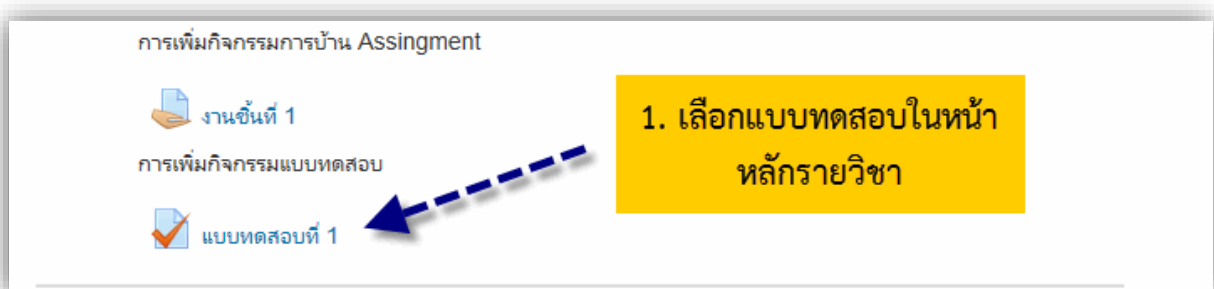 การเพิ่มกิจกรรมการบ้าน Assingment
งานชิ้นที่ 1
การเพิ่มกิจกรรมแบบทดสอบ
แบบทดสอบที่ 1
1. เลือกแบบทดสอบในหน้า
หลักรายวิชา